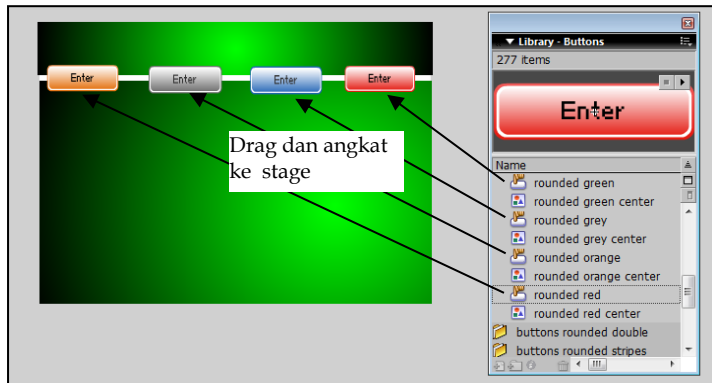 Library - Buttons
277 items
Enter
Enter
Enter
Enter
Enter
Drag dan angkat
ke stage
Name
rounded green
rounded green center
rounded grey
rounded grey center
rounded orange
rounded orange center
rounded red
rounded red center
buttons rounded double
buttons rounded stripes